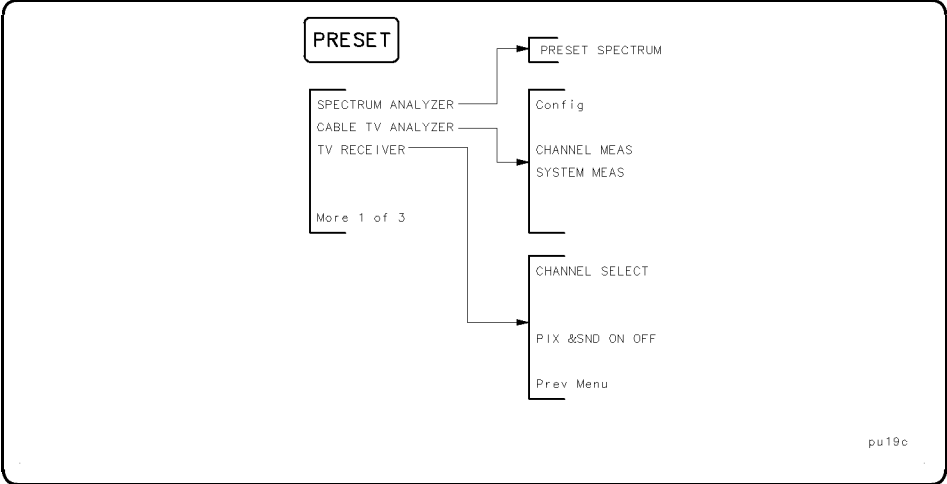 PRESET
SPECTRUM ANALYZER
CABLE TV ANALYZER
TV RECEIVER
More 1 of 3
PRESET SPECTRUM
Config
CHANNEL MEAS
SYSTEM MEAS
CHANNEL SELECT
PIX &SND ON OFF
Prev Menu
pu19c